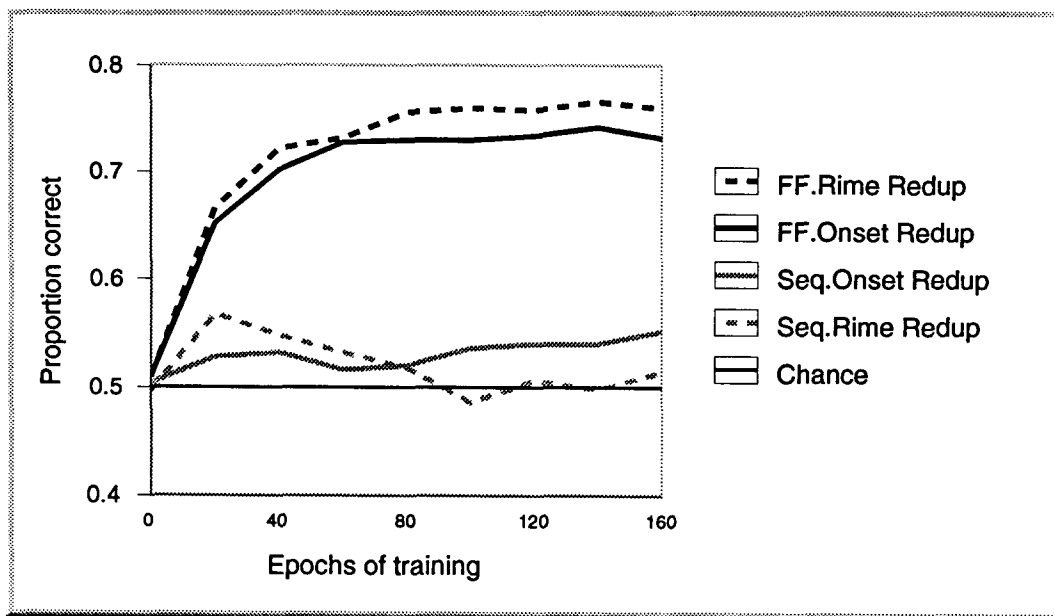 0.8
0.7
0.6
0.5
0.4
Proportion correct
0
40
80
120
160
Epochs of training
FF.Rime Redup
FF.Onset Redup
Seq.Onset Redup
Seq.Rime Redup
Chance